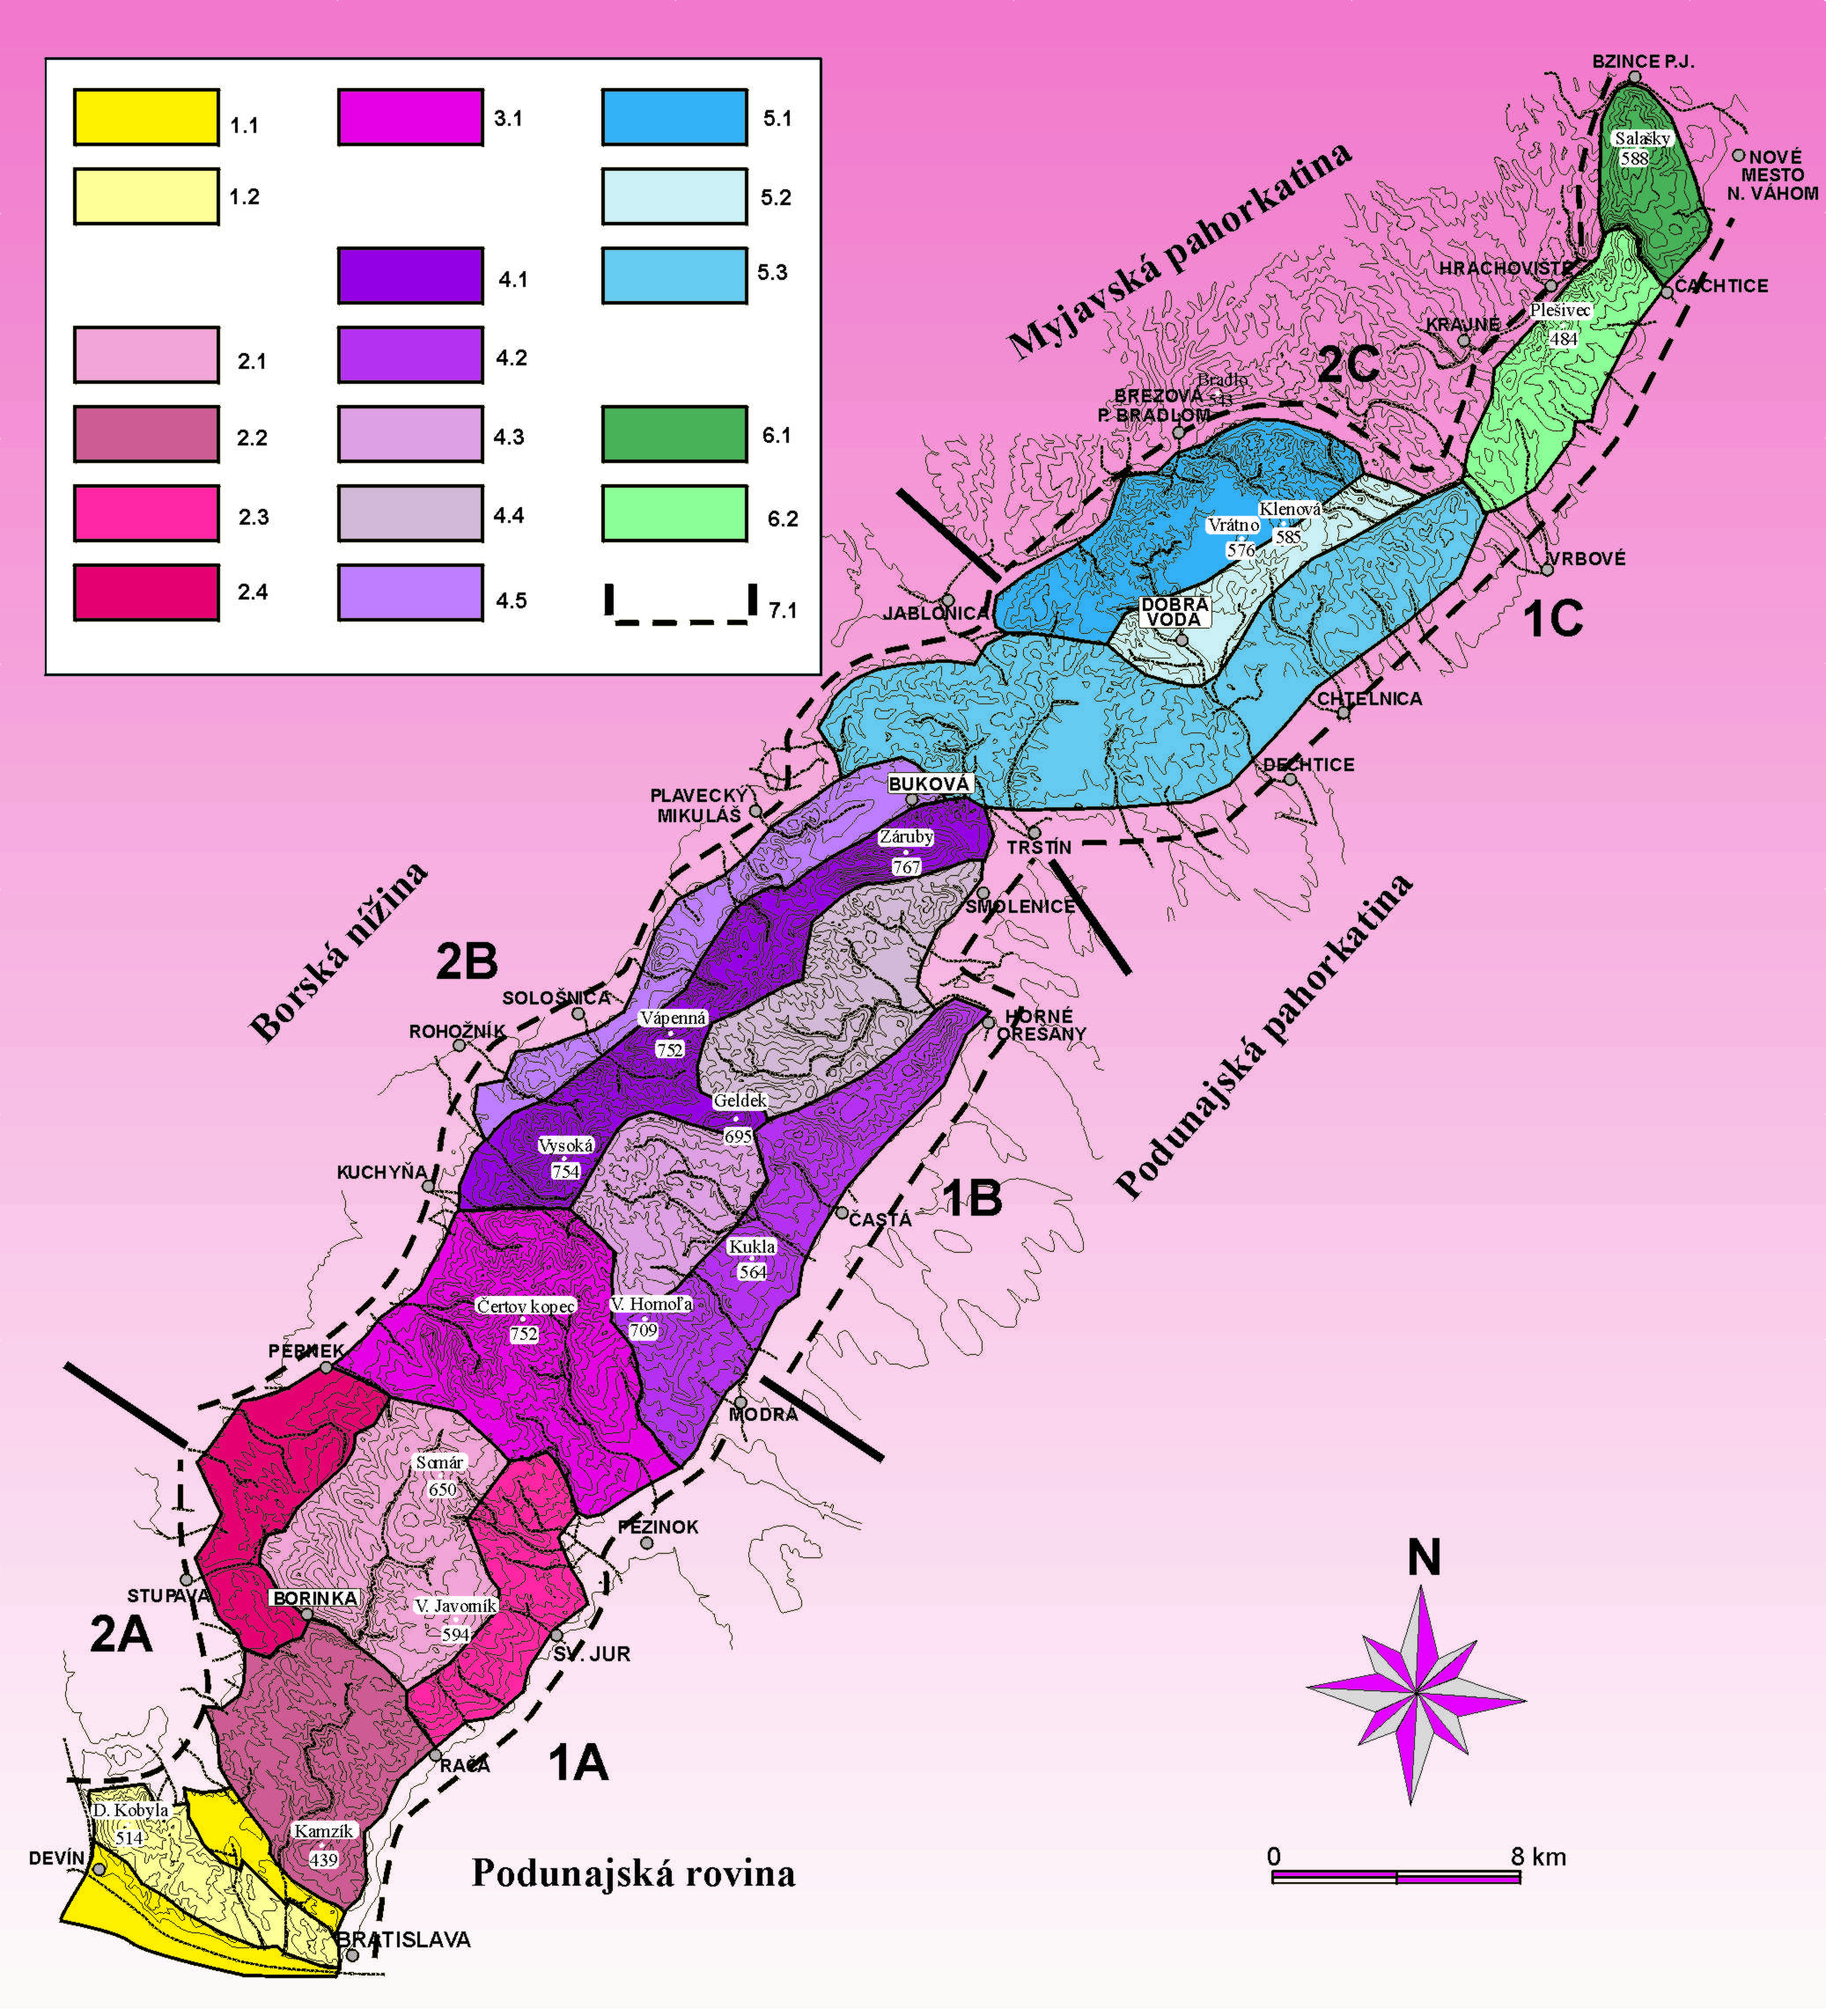 1.1
1.2
2.1
2.2
2.3
2.4
3.1
4.1
4.2
4.3
4.4
4.5
5.1
5.2
5.3
6.1
6.2
7.1
BZINCE P.J.
Salašky
588
NOVÉ
MESTO
N. VÁHOM
Myjavská pahorkatina
HRACHOVIŠTE
ČACHTICE
Plešivec
484
KRAJNÉ
2C
Bradlo
543
BREZOVÁ
P. BRADLOM
Klenová
585
Vrátno
576
VRBOVÉ
JABLONICA
DOBRÁ
VODA
1C
CHTELNICA
DECHTICE
BUKOVÁ
PLAVECKÝ
MIKULÁŠ
Záruby
767
TRSTÍN
SMOLENICE
Borská nížina
2B
SOLOŠNICA
ROHOŽNÍK
Vápenná
752
HORNÉ
OREŠANY
Podunajská pahorkatina
Geldek
695
Vysoká
754
KUCHYŇA
1B
ČASTÁ
Kukla
564
Čertov kopec
752
V. Homoľa
709
PERNEK
MODRA
Somár
650
PEZINOK
STUPAVA
BORINKA
V. Javorník
594
2A
SV. JUR
1A
RAČA
D. Kobyla
514
Kamzík
439
DEVÍN
Podunajská rovina
BRATISLAVA
N
0
8 km